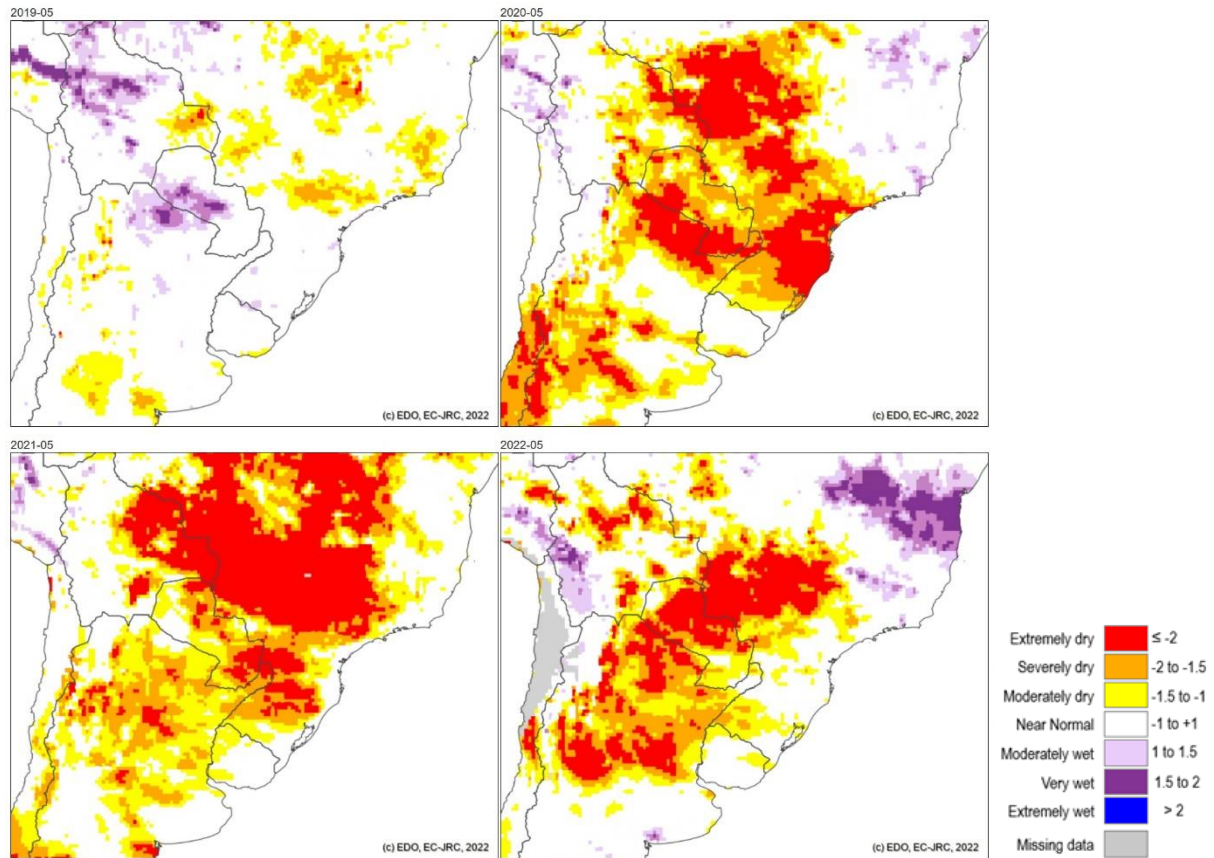 2019-05
2020-05
(c) EDO, EC-JRC, 2022
(c) EDO, EC-JRC, 2022
2021-05
2022-05
(c) EDO, EC-JRC, 2022
(c) EDO, EC-JRC, 2022
Extremely dry ≤ -2
Severely dry -2 to -1.5
Moderately dry -1.5 to -1
Near Normal -1 to +1
Moderately wet 1 to 1.5
Very wet 1.5 to 2
Extremely wet > 2
Missing data